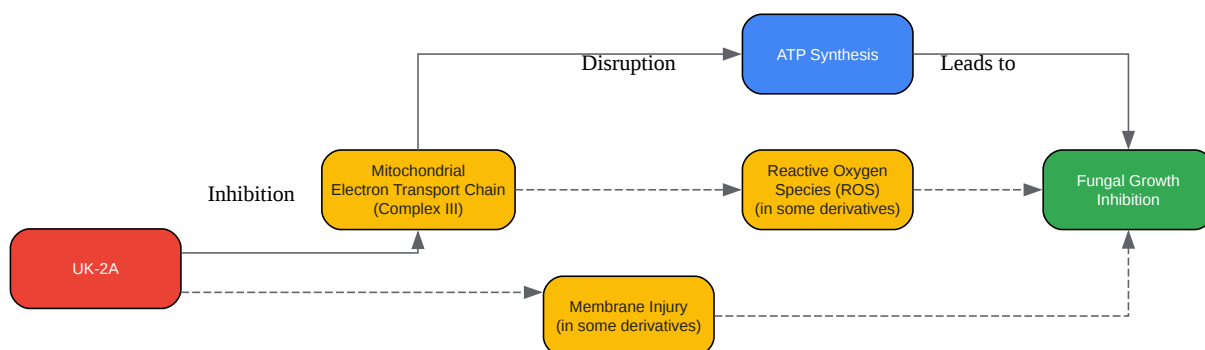 Disruption
ATP Synthesis
Leads to
Inhibition
Mitochondrial
Electron Transport Chain
(Complex III)
Reactive Oxygen
Species (ROS)
(in some derivatives)
Fungal Growth
Inhibition
UK-2A
Membrane Injury
(in some derivatives)